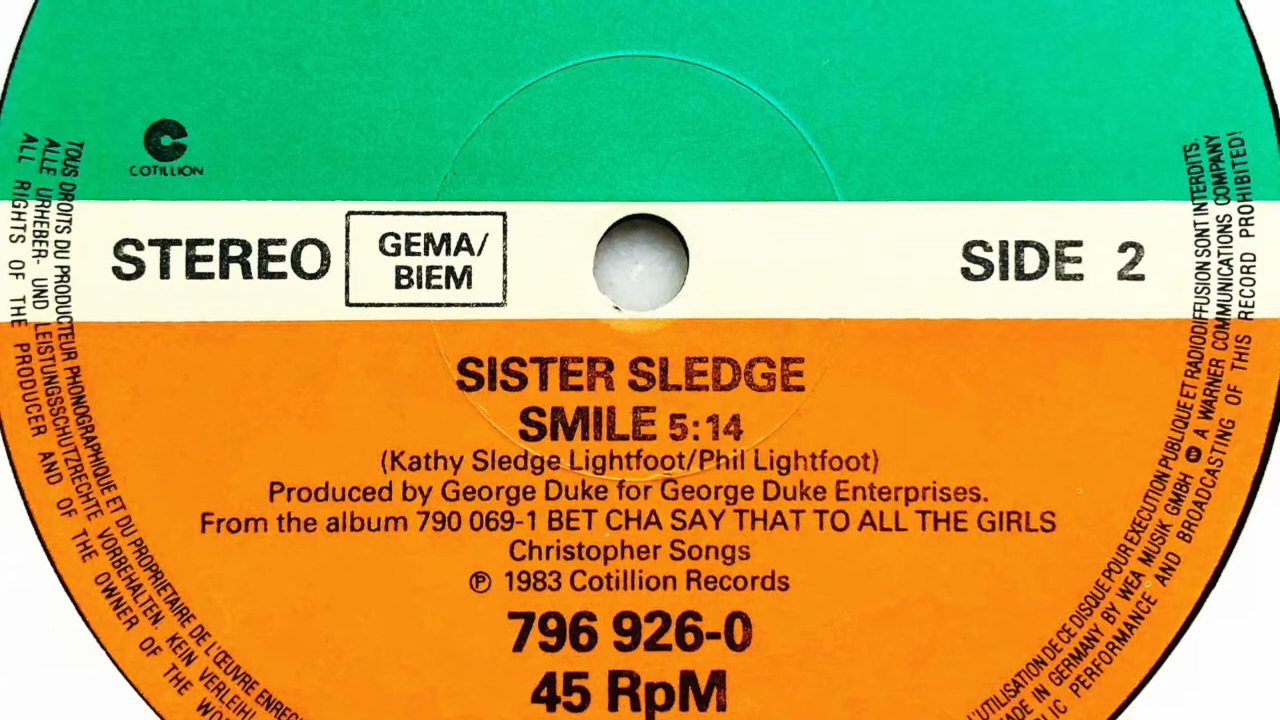 COTILLION
STEREO
GEMA/
BIEM
SIDE 2
SISTER SLEDGE
SMILE 5:14
(Kathy Sledge Lightfoot/Phil Lightfoot)
Produced by George Duke for George Duke Enterprises.
From the album 790 069-1 BET CHA SAY THAT TO ALL THE GIRLS
Christopher Songs
℗ 1983 Cotillion Records
796 926-0
45 RpM
TOUS DROITS DU PRODUCTEUR PHONOGRAPHIQUE ET DU PROPRIETAIRE DE L'ŒUVRE
ALLE URHEBER- UND LEISTUNGSSCHUTZRECHTE VORBEHALTEN. KEIN
ALL RIGHTS OF THE PRODUCER AND OF THE OWNER OF THE
L'UTILISATION DE CE DISQUE POUR EXECUTION PUBLIQUE ET RADIODIFFUSION SONT INTERDITS.
IN GERMANY BY WEA MUSIK GMBH A WARNER COMMUNICATIONS COMPANY
PERFORMANCE AND BROADCASTING OF THIS RECORD PROHIBITED!